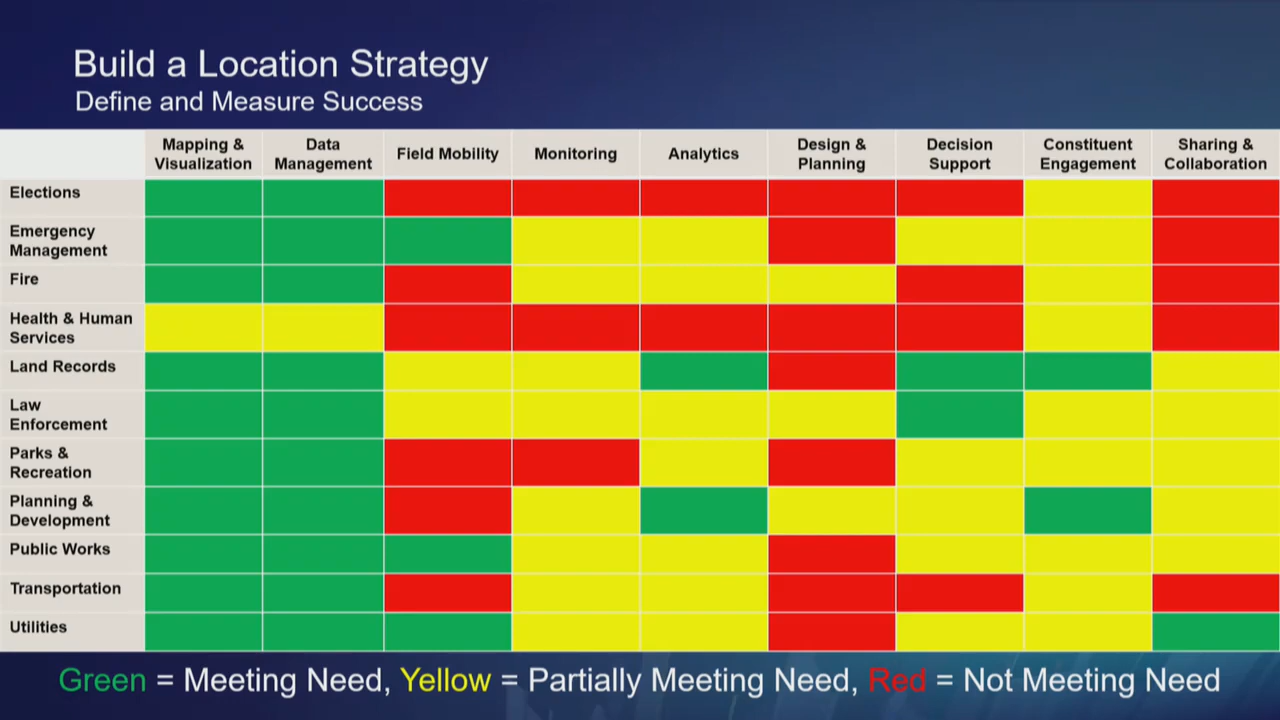 Build a Location Strategy
Define and Measure Success
Mapping &
Visualization
Data
Management
Field Mobility
Monitoring
Analytics
Design &
Planning
Decision
Support
Constituent
Engagement
Sharing &
Collaboration
Elections
Emergency
Management
Fire
Health & Human
Services
Land Records
Law
Enforcement
Parks &
Recreation
Planning &
Development
Public Works
Transportation
Utilities
Green = Meeting Need, Yellow = Partially Meeting Need, Red = Not Meeting Need